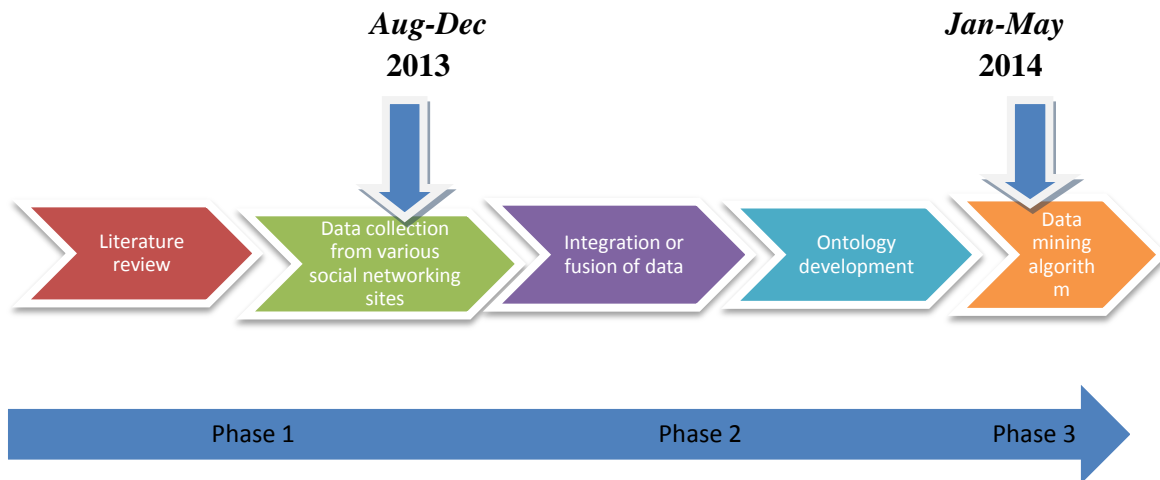 Aug-Dec
2013
Jan-May
2014
Literature
review
Data collection
from various
social networking
sites
Integration or
fusion of data
Ontology
development
Data
mining
algorith
m
Phase 1
Phase 2
Phase 3